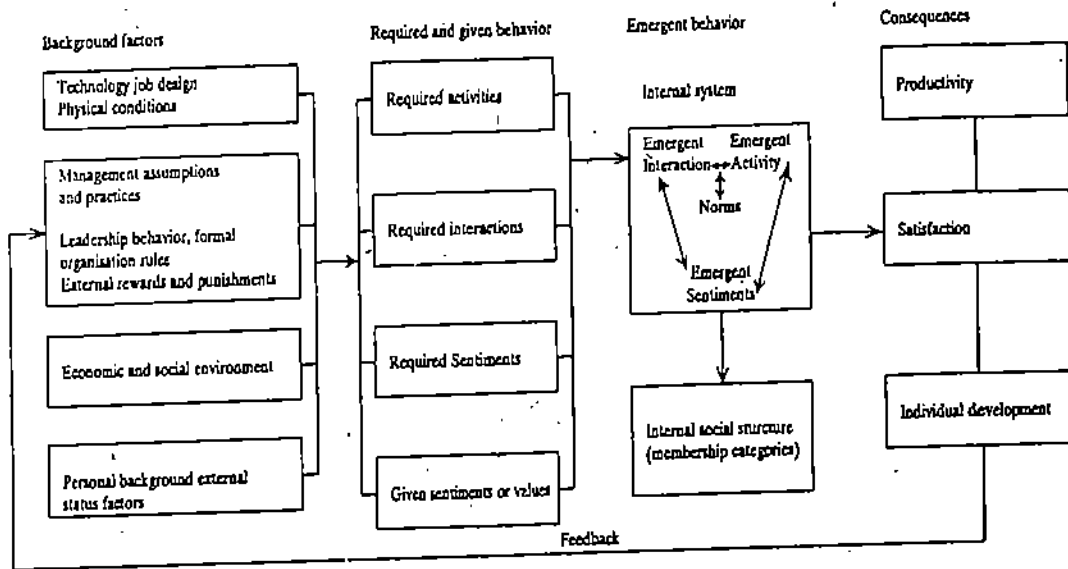 Background factors
Technology job design
Physical conditions
Management assumptions
and practices
Leadership behavior, formal
organisation rules
External rewards and punishments
Economic and social environment
Personal background external
status factors
Required and given behavior
Required activities
Required interactions
Required Sentiments
Given sentiments or values
Emergent behavior
Internal system
Emergent Emergent
Interaction Activity
Norms
Emergent
Sentiments
Internal social sturcture
(membership categories)
Consequences
Productivity
Satisfaction
Individual development
Feedback